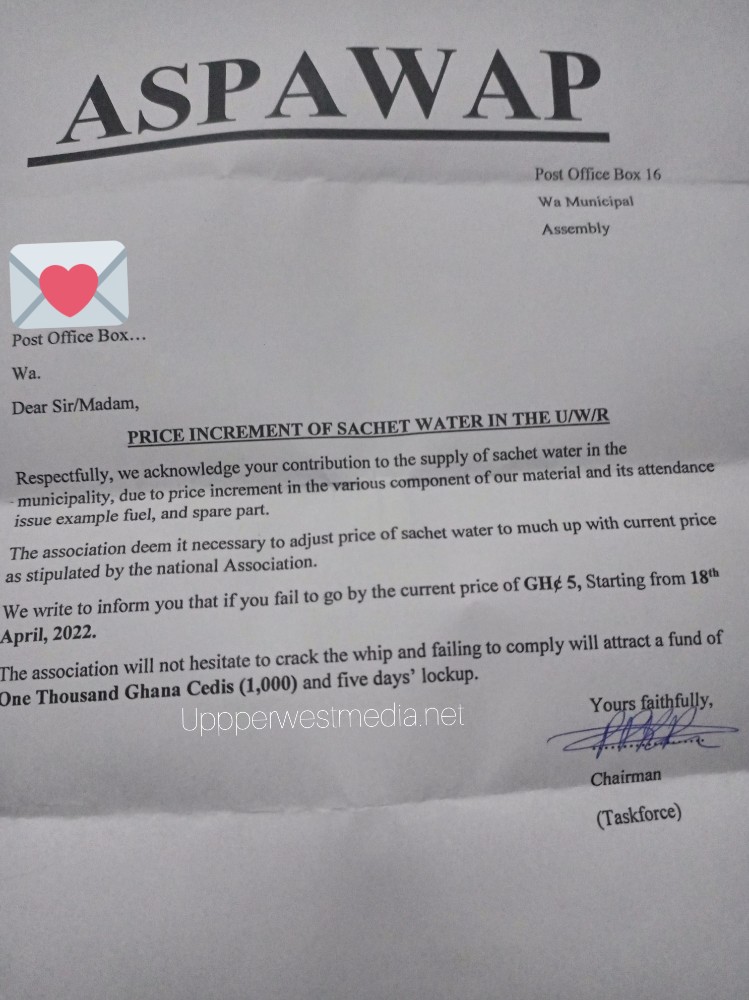 ASPAWAP
Post Office Box 16
Wa Municipal
Assembly
Post Office Box...
Wa.
Dear Sir/Madam,
PRICE INCREMENT OF SACHET WATER IN THE U/W/R
Respectfully, we acknowledge your contribution to the supply of sachet water in the
municipality, due to price increment in the various component of our material and its attendance
issue example fuel, and spare part.
The association deem it necessary to adjust price of sachet water to much up with current price
as stipulated by the national Association.
We write to inform you that if you fail to go by the current price of GH¢ 5, Starting from 18th
April, 2022.
The association will not hesitate to crack the whip and failing to comply will attract a fund of
One Thousand Ghana Cedis (1,000) and five days' lockup.
Uppperwestmedia.net
Yours faithfully,
Chairman
(Taskforce)